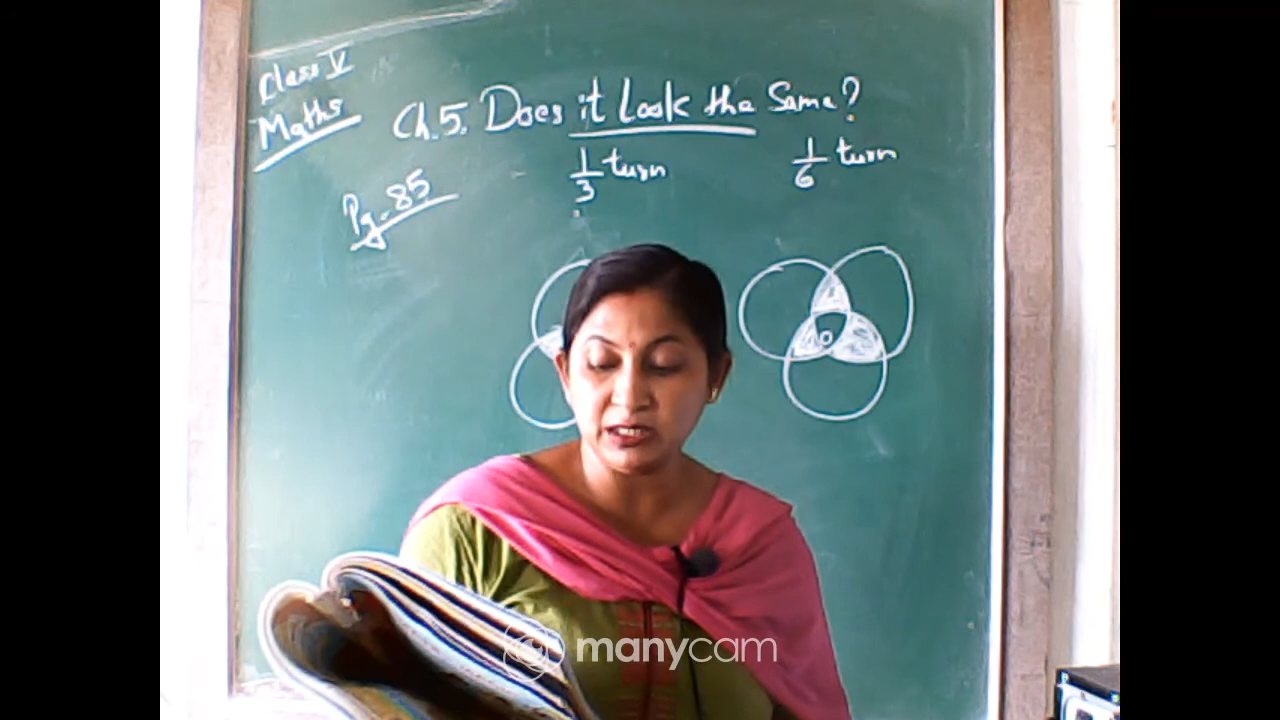 Class V
Maths
Ch.5. Does it Look the Same?
1/3 turn
1/6 turn
Pg-85
manycam